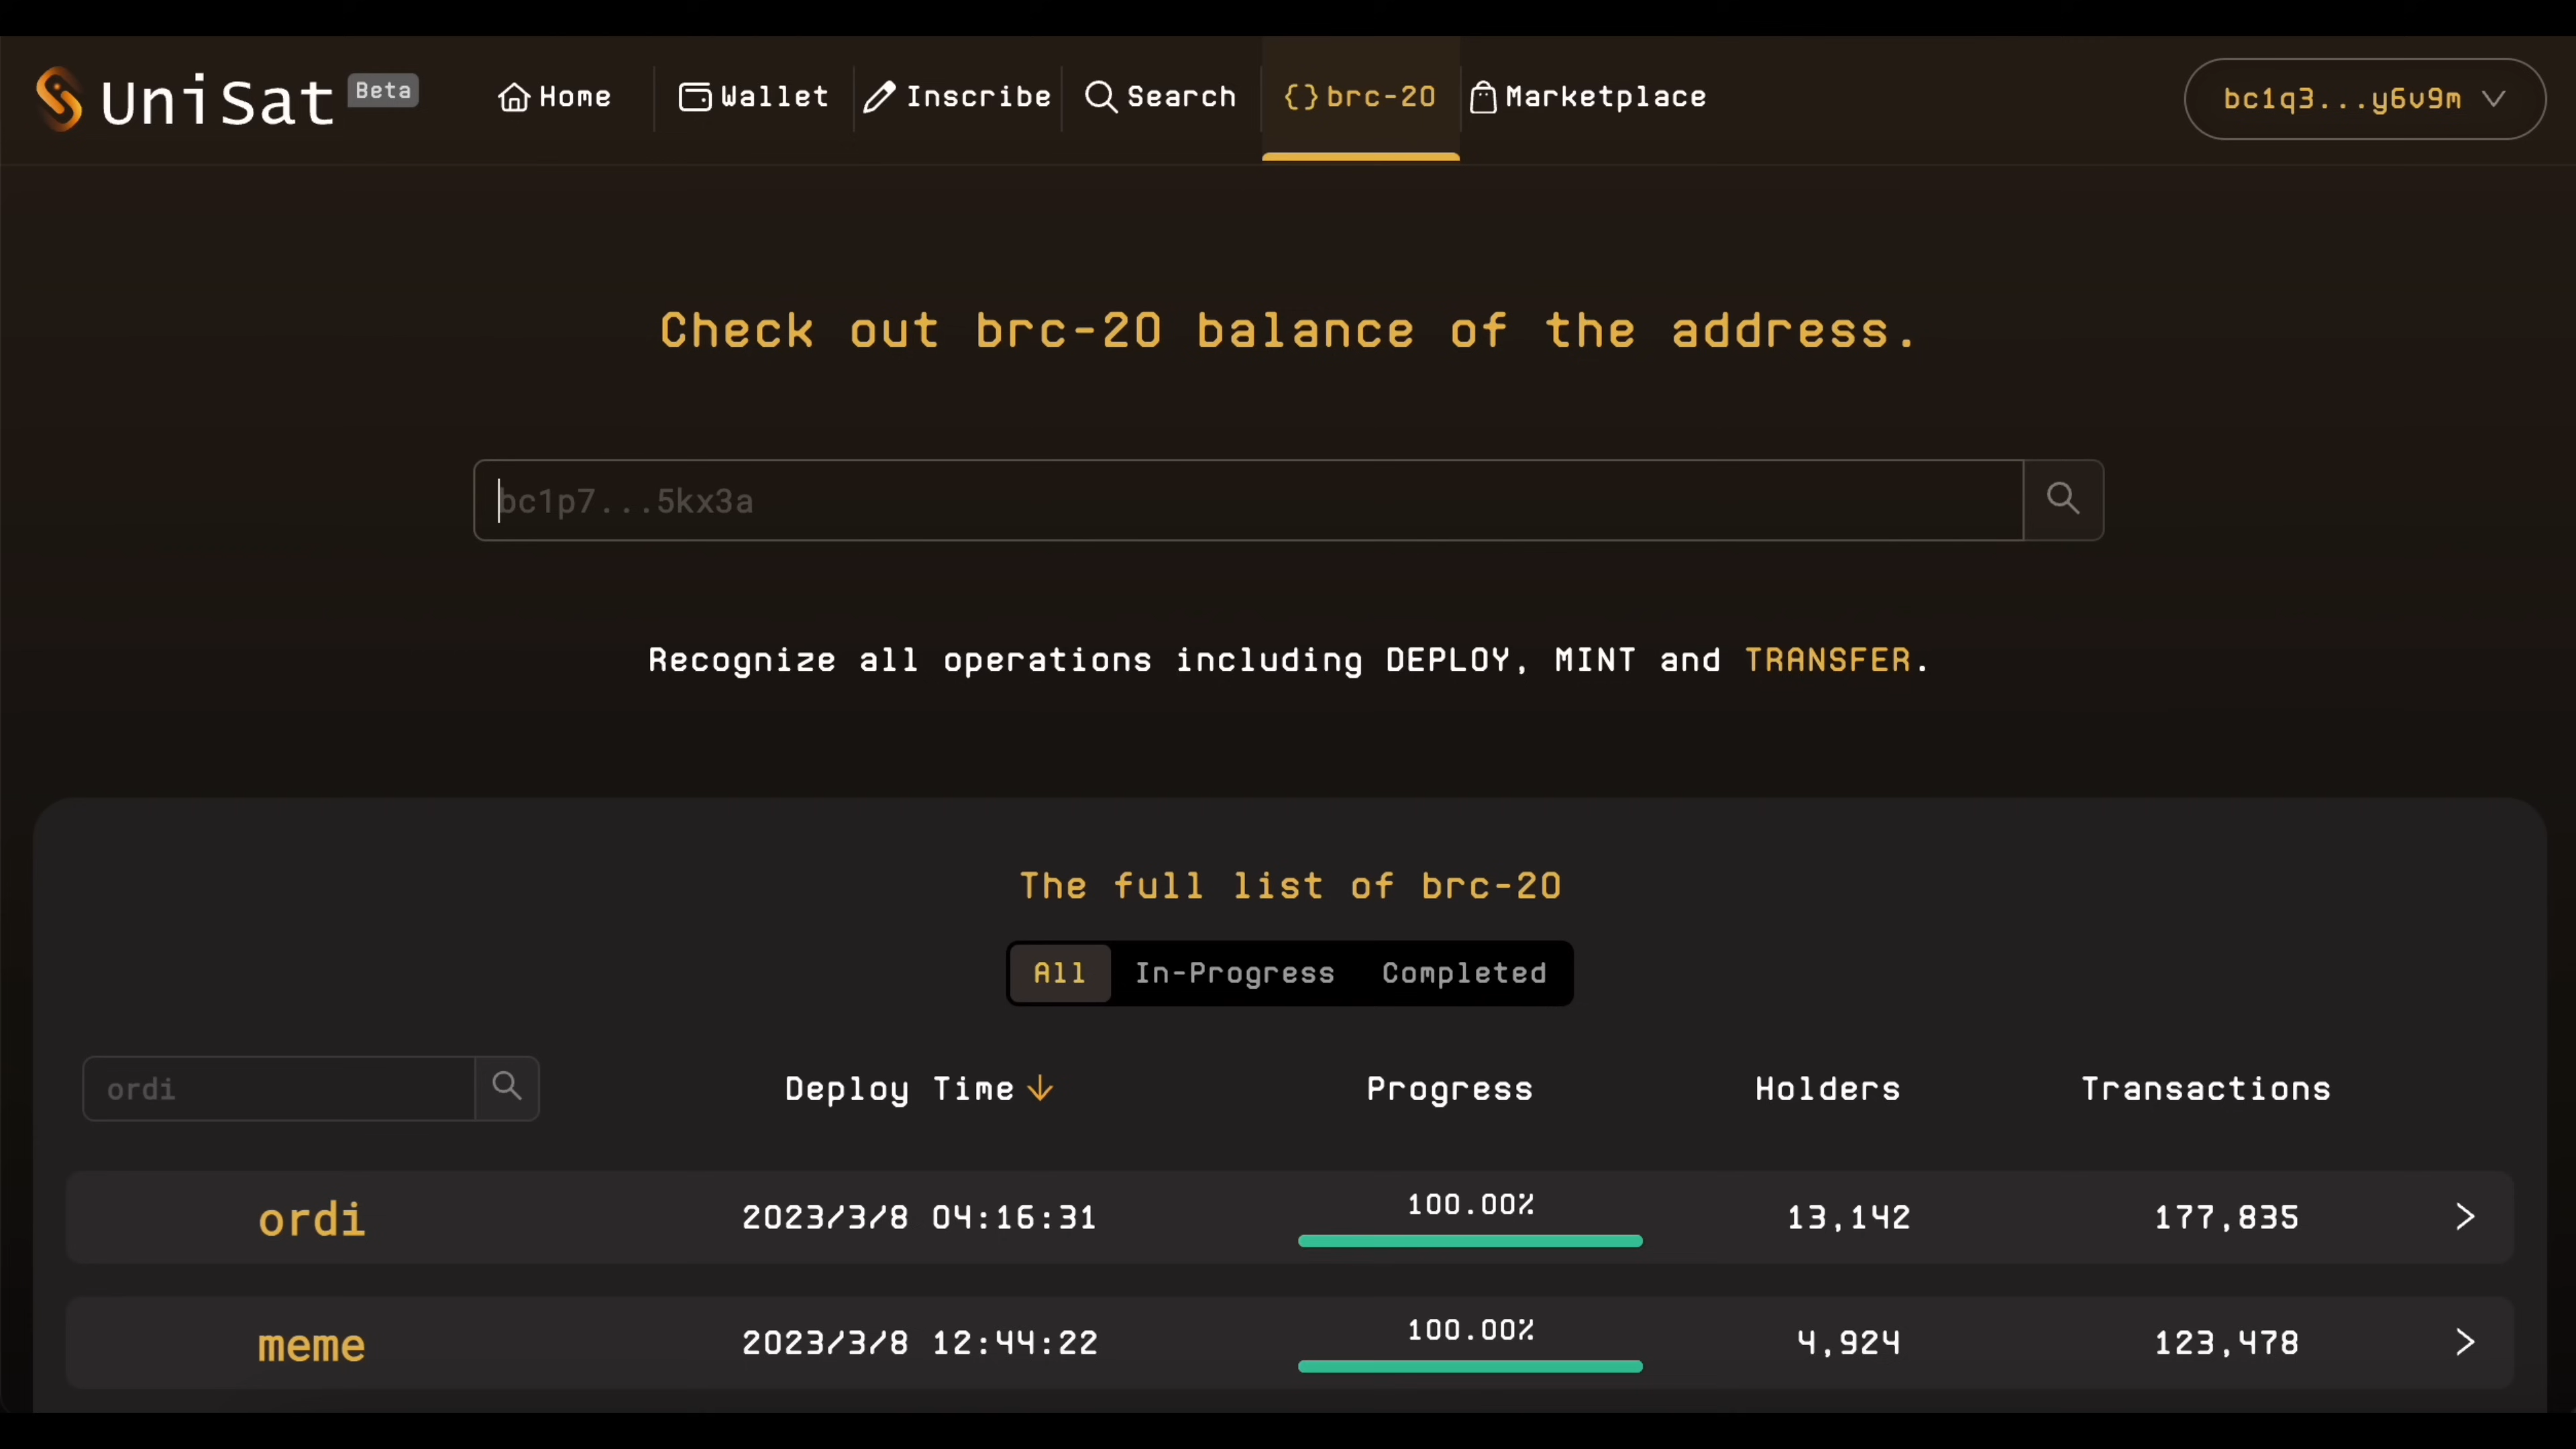 UniSat Beta Home Wallet Inscribe Search {} brc-20 Marketplace bc1q3...y6v9m
Check out brc-20 balance of the address.
bc1p7...5kx3a
Recognize all operations including DEPLOY, MINT and TRANSFER.
The full list of brc-20
All In-Progress Completed
ordi Deploy Time Progress Holders Transactions
ordi 2023/3/8 04:16:31 100.00% 13,142 177,835
meme 2023/3/8 12:44:22 100.00% 4,924 123,478